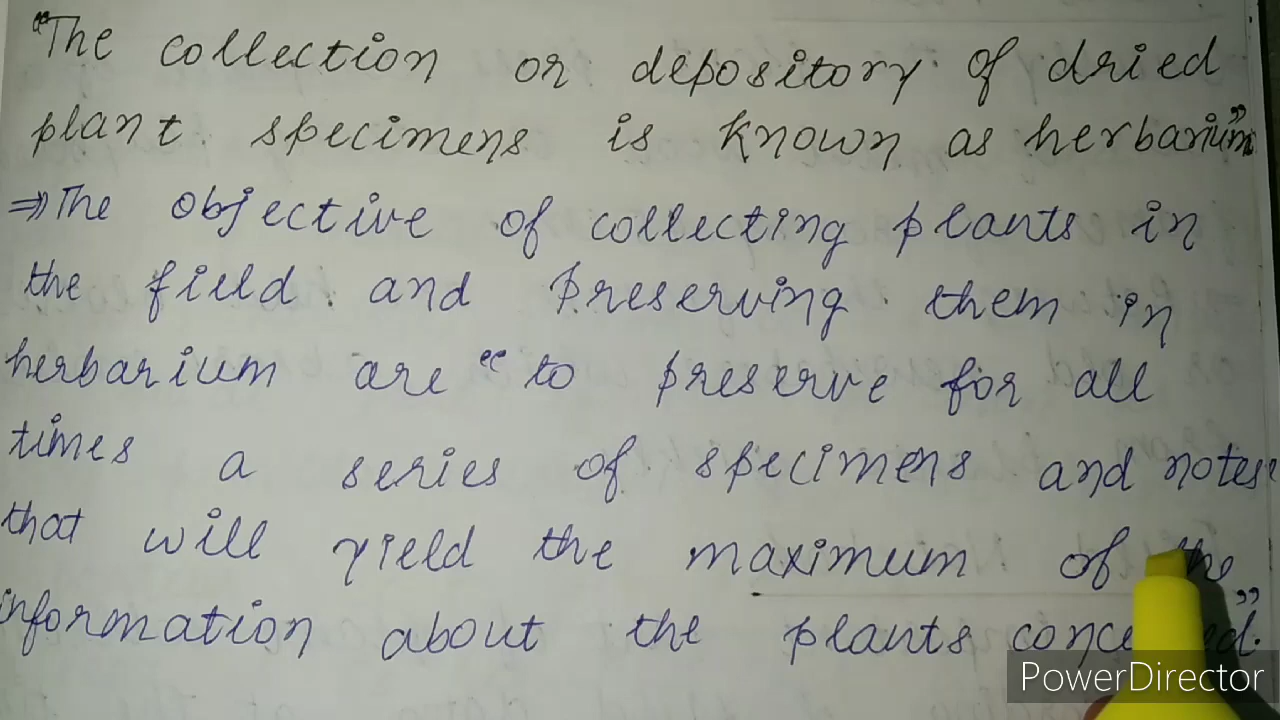 "The collection or depository of dried
plant specimens is known as herbarium"
⇒ The objective of collecting plants in
the field and preserving them in
herbarium are "to preserve for all
times a series of specimens and notes
that will yield the maximum of the
information about the plants concerned."
PowerDirector